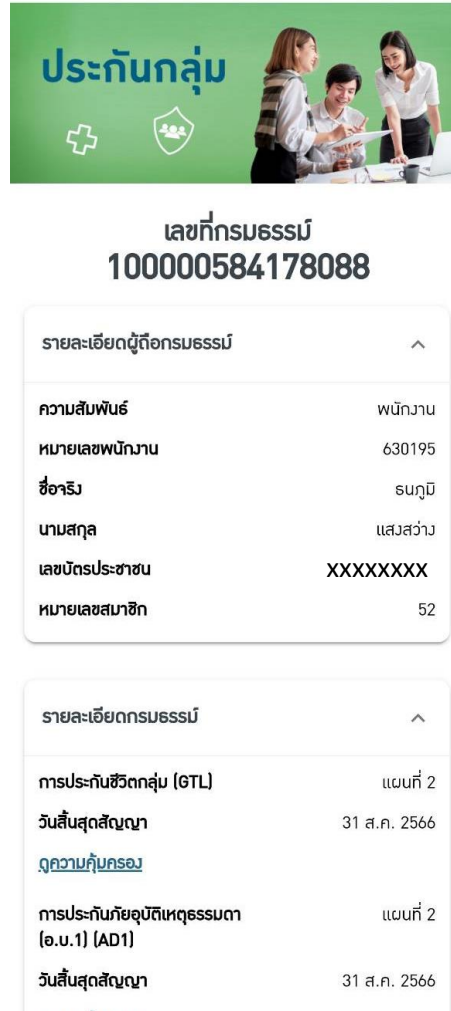 ประกันกลุ่ม
เลขที่กรมธรรม์
100000584178088
รายละเอียดผู้ถือกรมธรรม์
ความสัมพันธ์ พนักงาน
หมายเลขพนักงาน 630195
ชื่อจริง ธนภูมิ
นามสกุล แสงสว่าง
เลขบัตรประชาชน XXXXXXXX
หมายเลขสมาชิก 52
รายละเอียดกรมธรรม์
การประกันชีวิตกลุ่ม (GTL) แผนที่ 2
วันสิ้นสุดสัญญา 31 ส.ค. 2566
ดูความคุ้มครอง
การประกันภัยอุบัติเหตุธรรมดา แผนที่ 2
(อ.บ.1) (AD1)
วันสิ้นสุดสัญญา 31 ส.ค. 2566